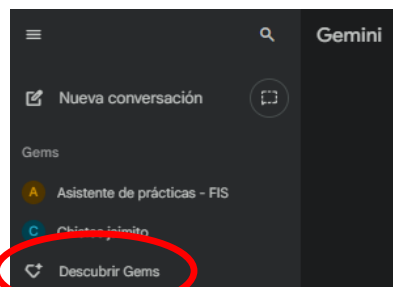 Gemini
Nueva conversación
Gems
A Asistente de prácticas - FIS
C Chistes jaimito
Descubrir Gems